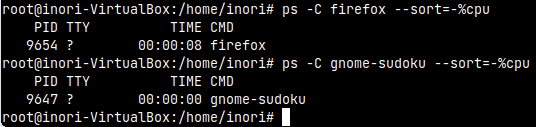 root@inori-VirtualBox:/home/inori# ps -C firefox --sort=-%cpu
PID TTY TIME CMD
9654 ? 00:00:08 firefox
root@inori-VirtualBox:/home/inori# ps -C gnome-sudoku --sort=-%cpu
PID TTY TIME CMD
9647 ? 00:00:00 gnome-sudoku
root@inori-VirtualBox:/home/inori#